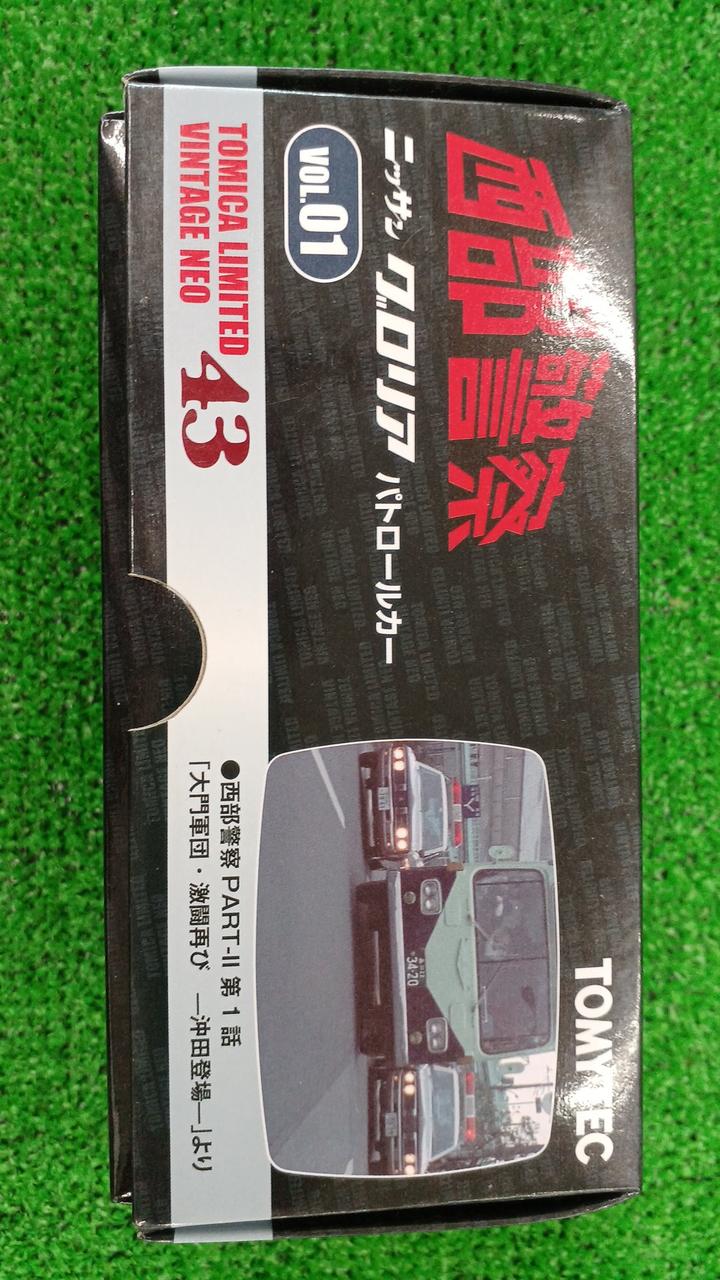 西部警察
TOMYTEC
ニッサン グロリア パトロールカー
VOL.01
34-20
TOMICA LIMITED
VINTAGE NEO
43
●西部警察 PART-II 第1話
「大門軍団・激闘再び ―沖田登場―」より